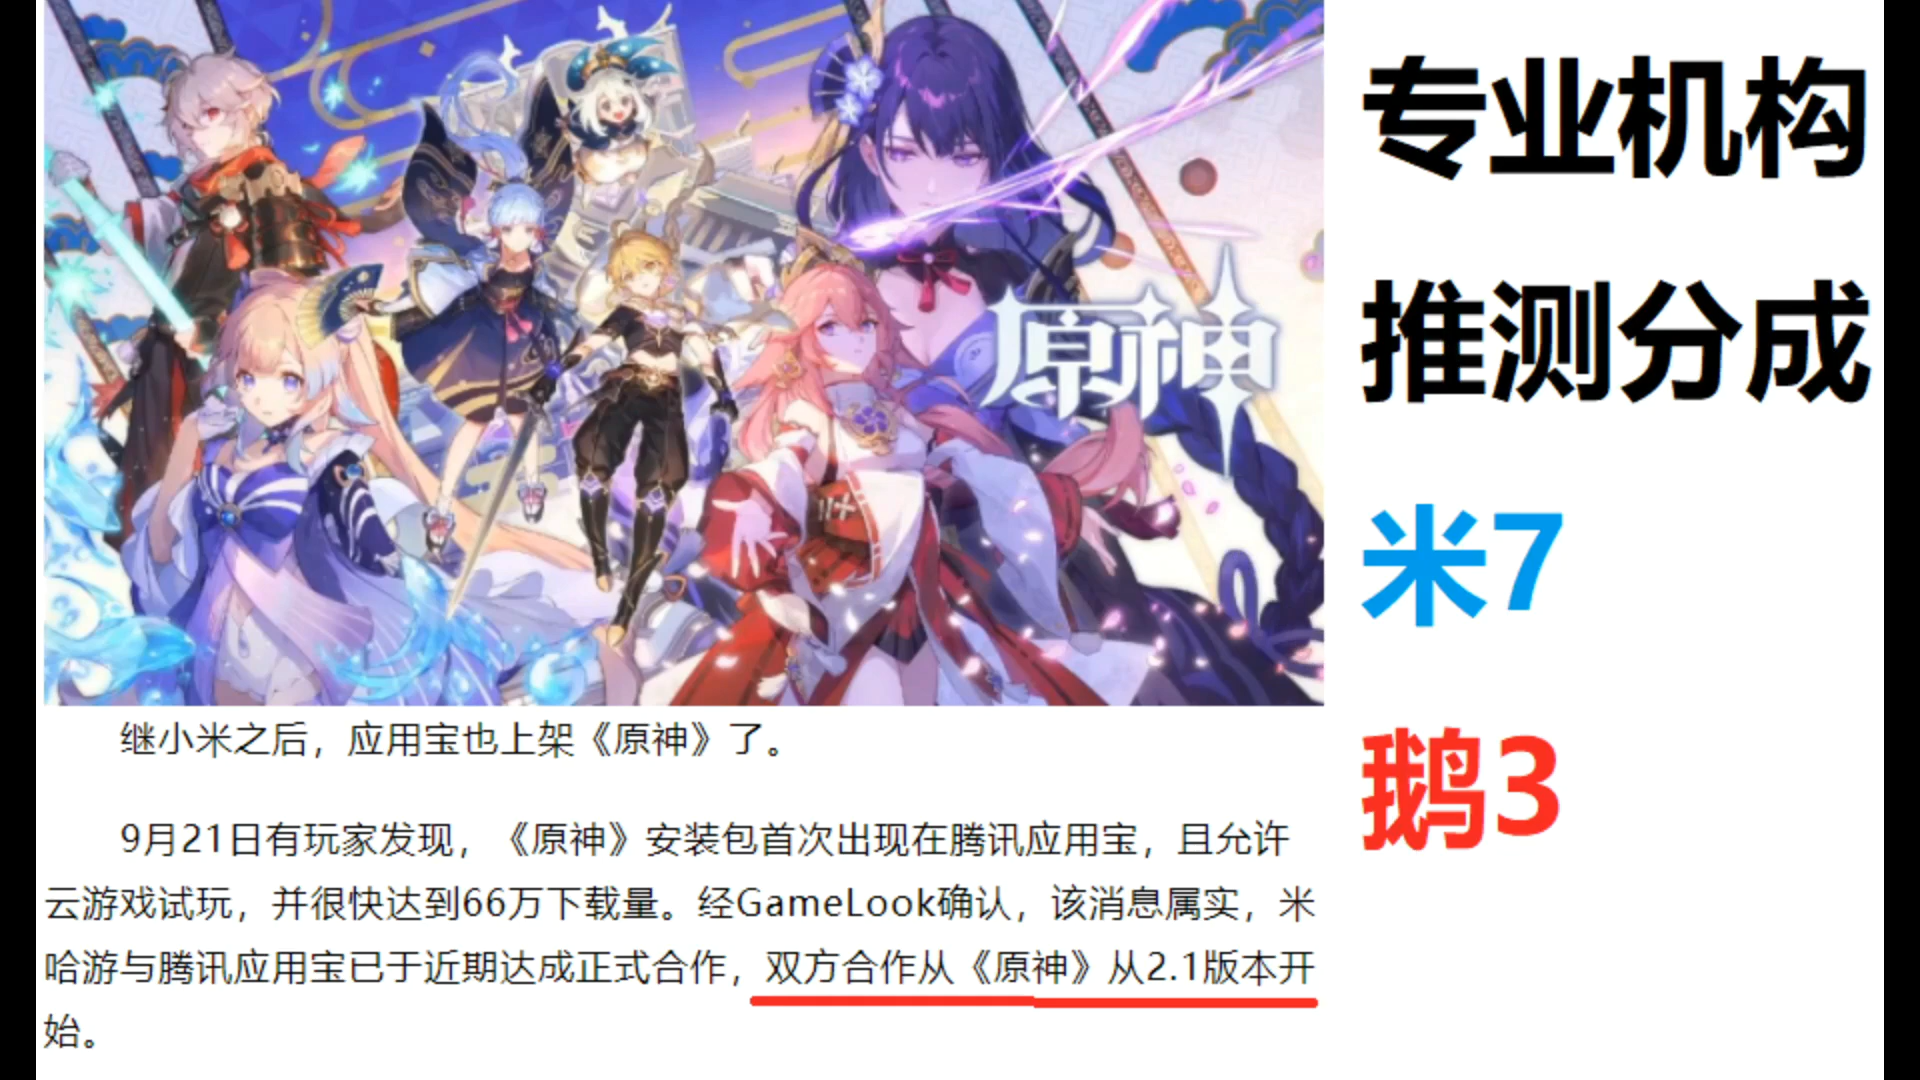 原神
专业机构
推测分成
米7
鹅3
继小米之后，应用宝也上架《原神》了。
9月21日有玩家发现，《原神》安装包首次出现在腾讯应用宝，且允许
云游戏试玩，并很快达到66万下载量。经GameLook确认，该消息属实，米
哈游与腾讯应用宝已于近期达成正式合作，双方合作从《原神》从2.1版本开
始。